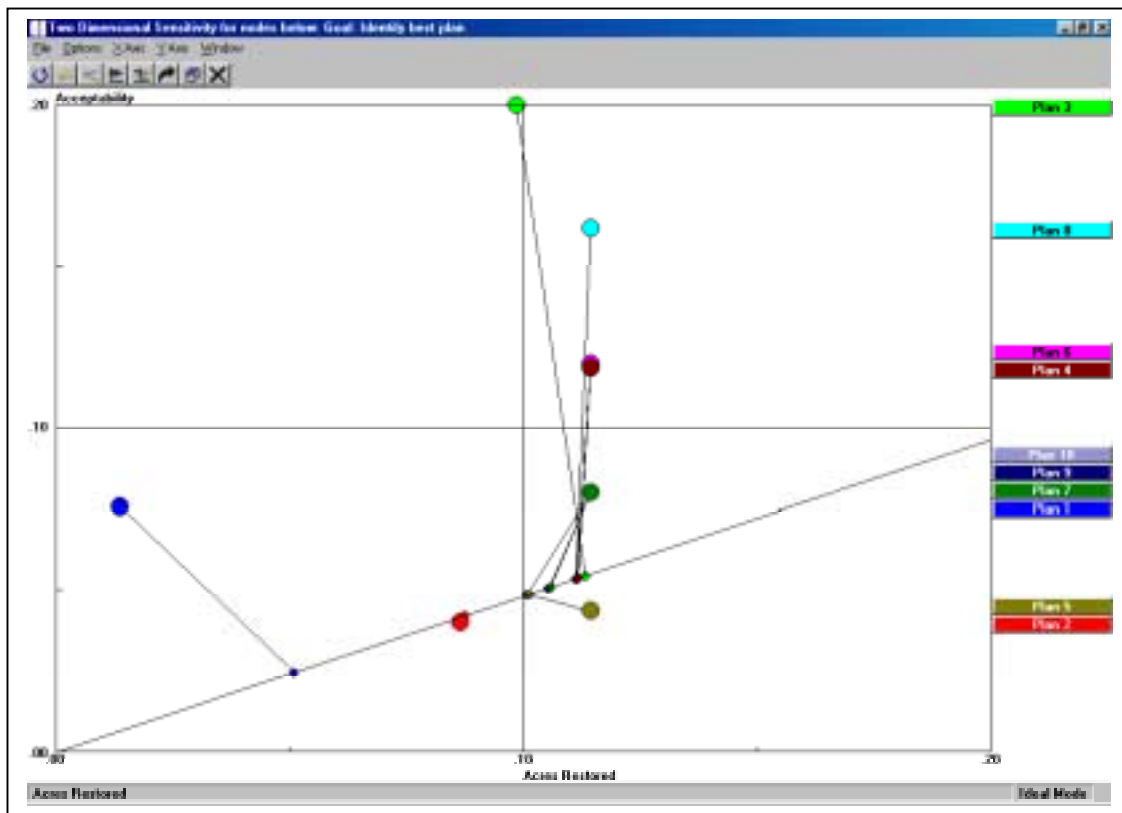 Two Dimensional Sensitivity for nodes below: Goal: Identify best plan
File Options X Axis Y Axis Window
Acceptability
.20
Plan 3
Plan 8
Plan 6
Plan 4
.10
Plan 10
Plan 9
Plan 7
Plan 1
Plan 5
Plan 2
.00
.00 .10 .20
Acres Restored
Acres Restored Ideal Mode